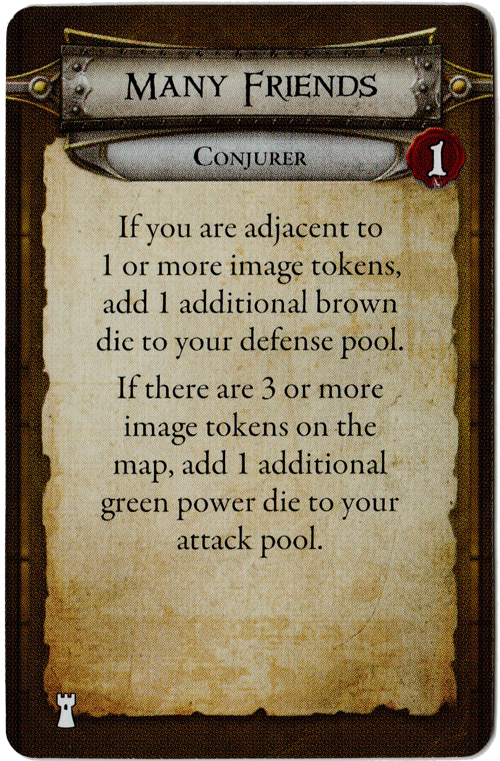 Many Friends
Conjurer
1
If you are adjacent to
1 or more image tokens,
add 1 additional brown
die to your defense pool.
If there are 3 or more
image tokens on the
map, add 1 additional
green power die to your
attack pool.